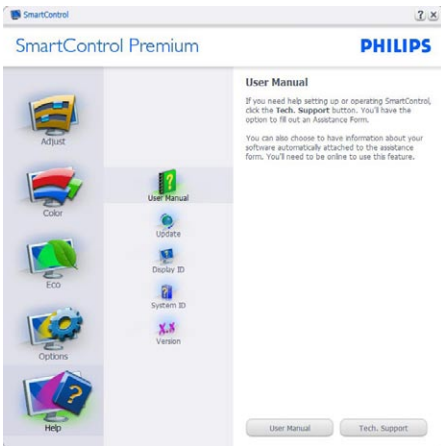 SmartControl
SmartControl Premium
PHILIPS
Adjust
Color
Eco
Options
Help
User Manual
Update
Display ID
System ID
X.X
Version
User Manual
If you need help setting up or operating SmartControl,
click the Tech. Support button. You'll have the
option to fill out an Assistance Form.
You can also choose to have information about your
software automatically attached to the assistance
form. You'll need to be online to use this feature.
User Manual
Tech. Support